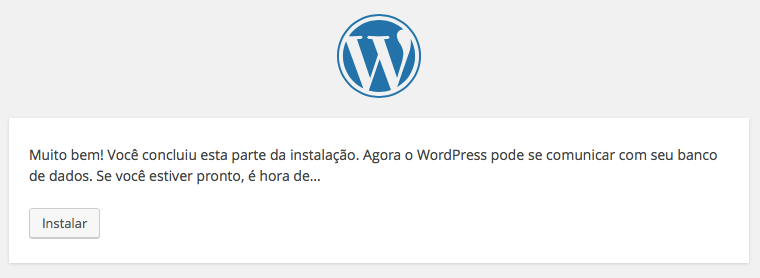 Muito bem! Você concluiu esta parte da instalação. Agora o WordPress pode se comunicar com seu banco
de dados. Se você estiver pronto, é hora de...
Instalar